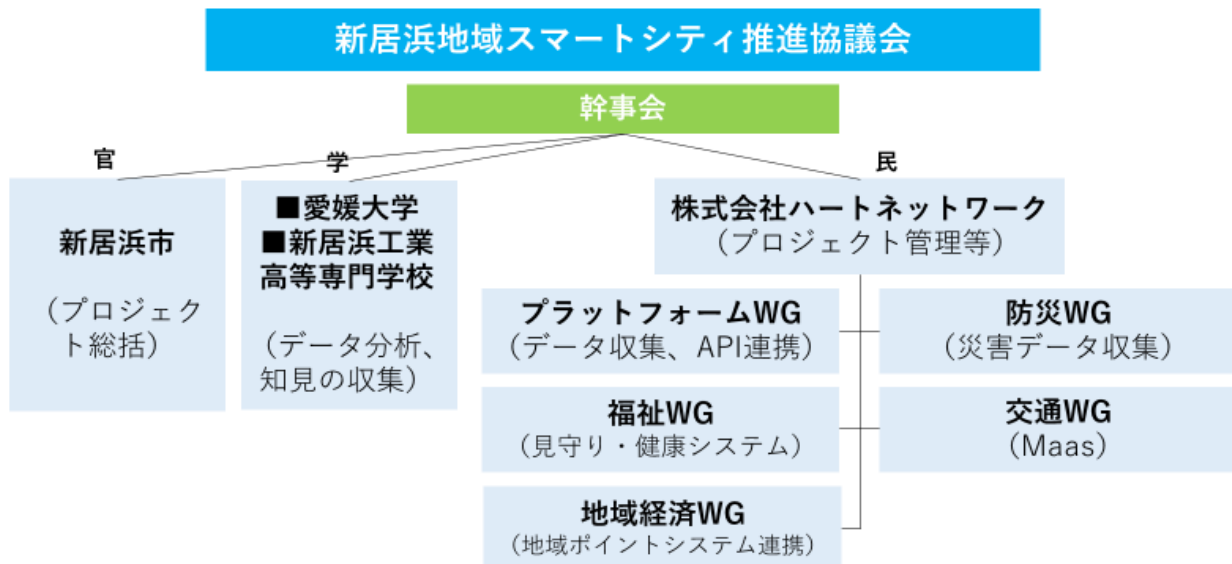 新居浜地域スマートシティ推進協議会
幹事会
官
学
民
新居浜市
（プロジェク
ト総括）
■愛媛大学
■新居浜工業
高等専門学校
（データ分析、
知見の収集）
株式会社ハートネットワーク
（プロジェクト管理等）
プラットフォームWG
（データ収集、API連携）
防災WG
（災害データ収集）
福祉WG
（見守り・健康システム）
交通WG
（Maas）
地域経済WG
（地域ポイントシステム連携）